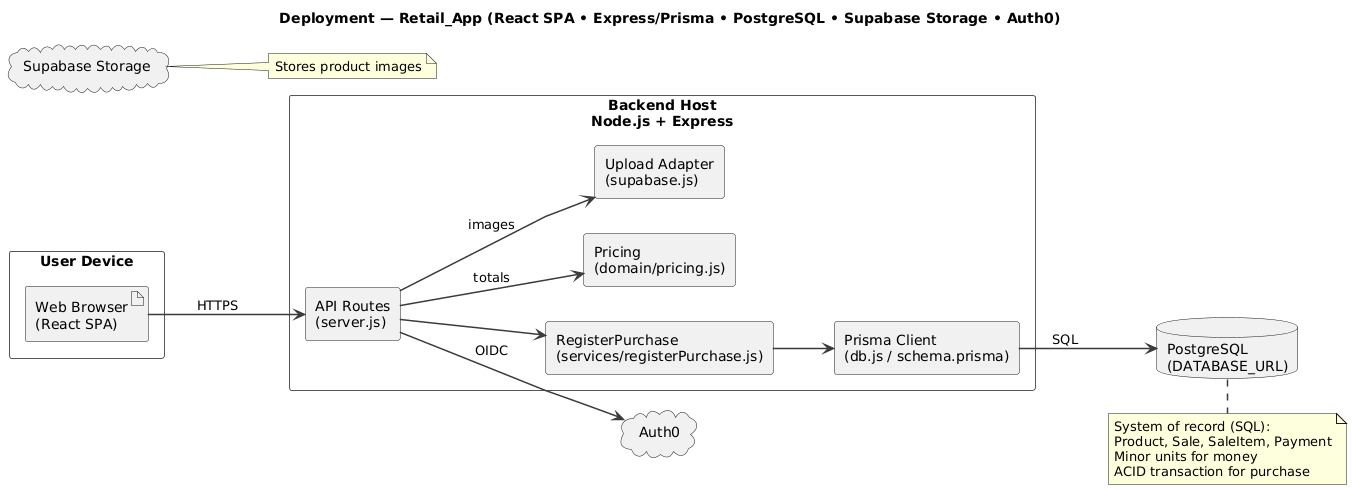 Deployment — Retail_App (React SPA • Express/Prisma • PostgreSQL • Supabase Storage • Auth0)
Supabase Storage
Stores product images
Backend Host
Node.js + Express
Upload Adapter
(supabase.js)
images
Pricing
(domain/pricing.js)
totals
User Device
Web Browser
(React SPA)
HTTPS
API Routes
(server.js)
RegisterPurchase
(services/registerPurchase.js)
Prisma Client
(db.js / schema.prisma)
SQL
PostgreSQL
(DATABASE_URL)
OIDC
Auth0
System of record (SQL):
Product, Sale, SaleItem, Payment
Minor units for money
ACID transaction for purchase